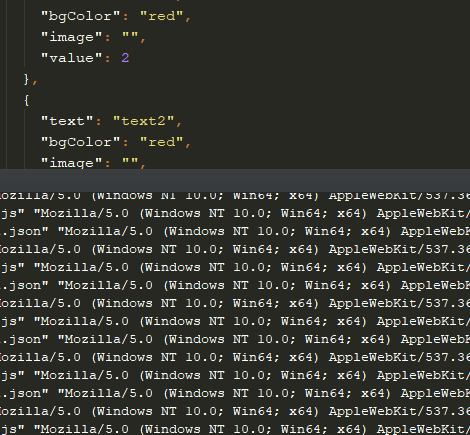 "bgColor": "red",
"image": "",
"value": 2
},
{
"text": "text2",
"bgColor": "red",
"image": "",
ozilla/5.0 (Windows NT 10.0; Win64; x64) AppleWebKit/537.36
js" "Mozilla/5.0 (Windows NT 10.0; Win64; x64) AppleWebKit/
.json" "Mozilla/5.0 (Windows NT 10.0; Win64; x64) AppleWebK
ozilla/5.0 (Windows NT 10.0; Win64; x64) AppleWebKit/537.36
js" "Mozilla/5.0 (Windows NT 10.0; Win64; x64) AppleWebKit/
.json" "Mozilla/5.0 (Windows NT 10.0; Win64; x64) AppleWebK
ozilla/5.0 (Windows NT 10.0; Win64; x64) AppleWebKit/537.36
js" "Mozilla/5.0 (Windows NT 10.0; Win64; x64) AppleWebKit/
.json" "Mozilla/5.0 (Windows NT 10.0; Win64; x64) AppleWebK
ozilla/5.0 (Windows NT 10.0; Win64; x64) AppleWebKit/537.36
js" "Mozilla/5.0 (Windows NT 10.0; Win64; x64) AppleWebKit/
.json" "Mozilla/5.0 (Windows NT 10.0; Win64; x64) AppleWebK
ozilla/5.0 (Windows NT 10.0; Win64; x64) AppleWebKit/537.36
js" "Mozilla/5.0 (Windows NT 10.0; Win64; x64) AppleWebKit/